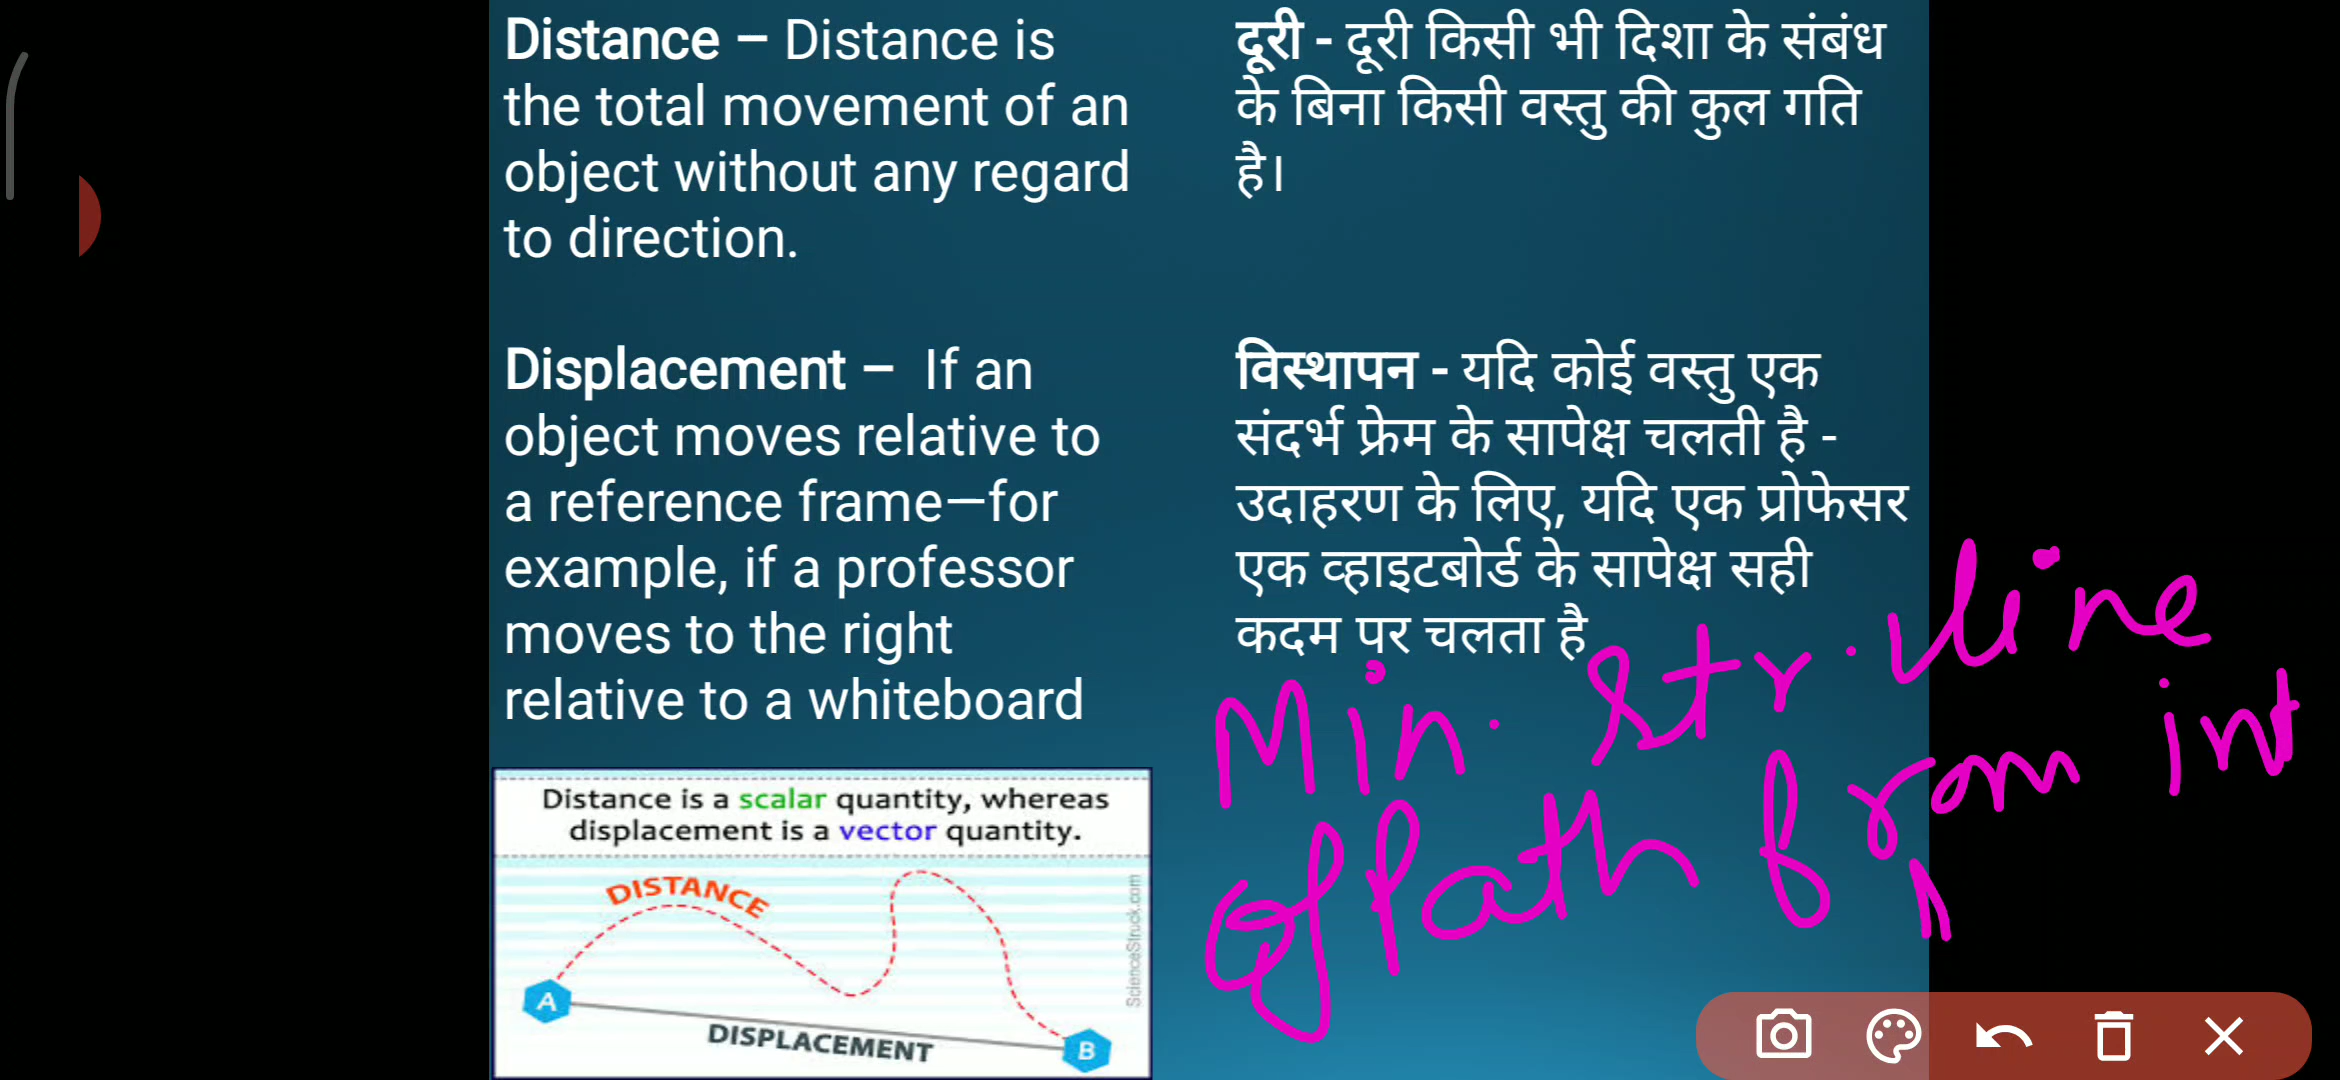 Distance – Distance is
the total movement of an
object without any regard
to direction.
Displacement – If an
object moves relative to
a reference frame—for
example, if a professor
moves to the right
relative to a whiteboard
दूरी - दूरी किसी भी दिशा के संबंध
के बिना किसी वस्तु की कुल गति
है।
विस्थापन - यदि कोई वस्तु एक
संदर्भ फ्रेम के सापेक्ष चलती है -
उदाहरण के लिए, यदि एक प्रोफेसर
एक व्हाइटबोर्ड के सापेक्ष सही
कदम पर चलता है
Min. str. line
of path from int
Distance is a scalar quantity, whereas
displacement is a vector quantity.
DISTANCE
A
DISPLACEMENT
B
ScienceStruck.com